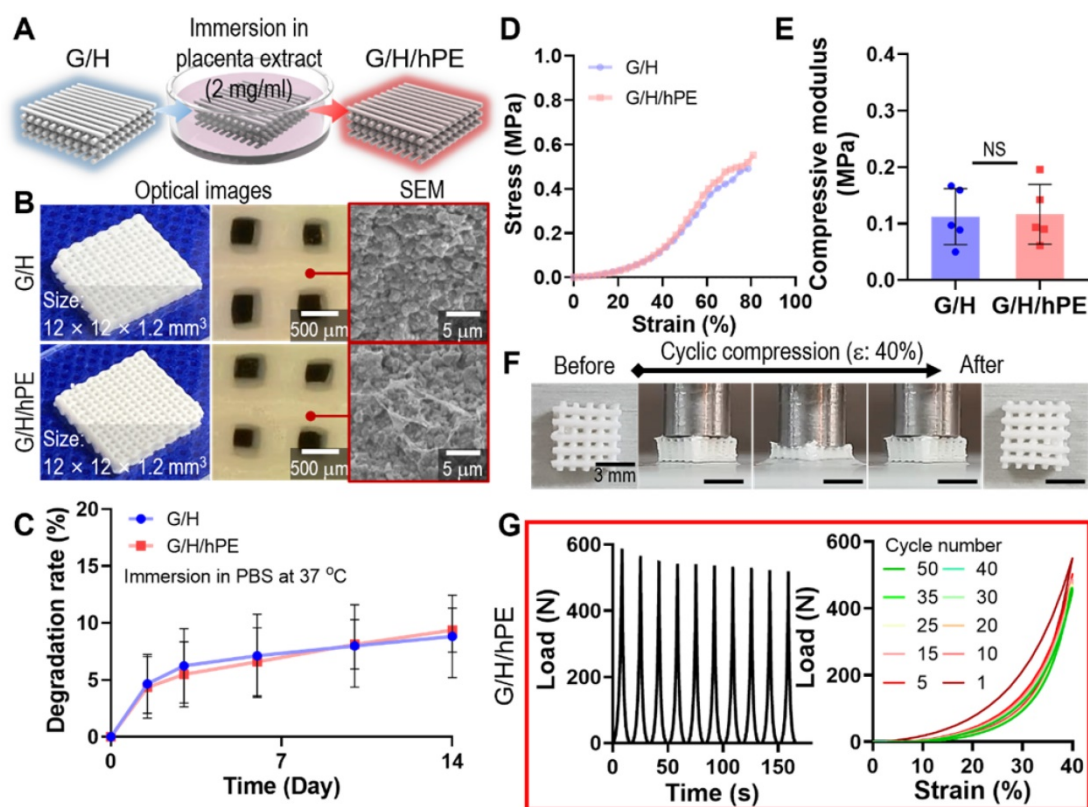 A
G/H
Immersion in
placenta extract
(2 mg/ml)
G/H/hPE
B
Optical images
SEM
G/H
Size:
12 × 12 × 1.2 mm³
500 µm
5 µm
G/H/hPE
Size:
12 × 12 × 1.2 mm³
500 µm
5 µm
C
Degradation rate (%)
20
15
10
5
0
G/H
G/H/hPE
Immersion in PBS at 37 °C
0
7
14
Time (Day)
D
Stress (MPa)
1.0
0.8
0.6
0.4
0.2
0.0
G/H
G/H/hPE
0
20
40
60
80
100
Strain (%)
E
Compressive modulus
(MPa)
0.4
0.3
0.2
0.1
0.0
NS
G/H
G/H/hPE
F
Before
Cyclic compression (ε: 40%)
After
3 mm
G
G/H/hPE
Load (N)
600
400
200
0
0
50
100
150
Time (s)
Load (N)
600
400
200
0
Cycle number
50 40
35 30
25 20
15 10
5 1
0
10
20
30
40
Strain (%)